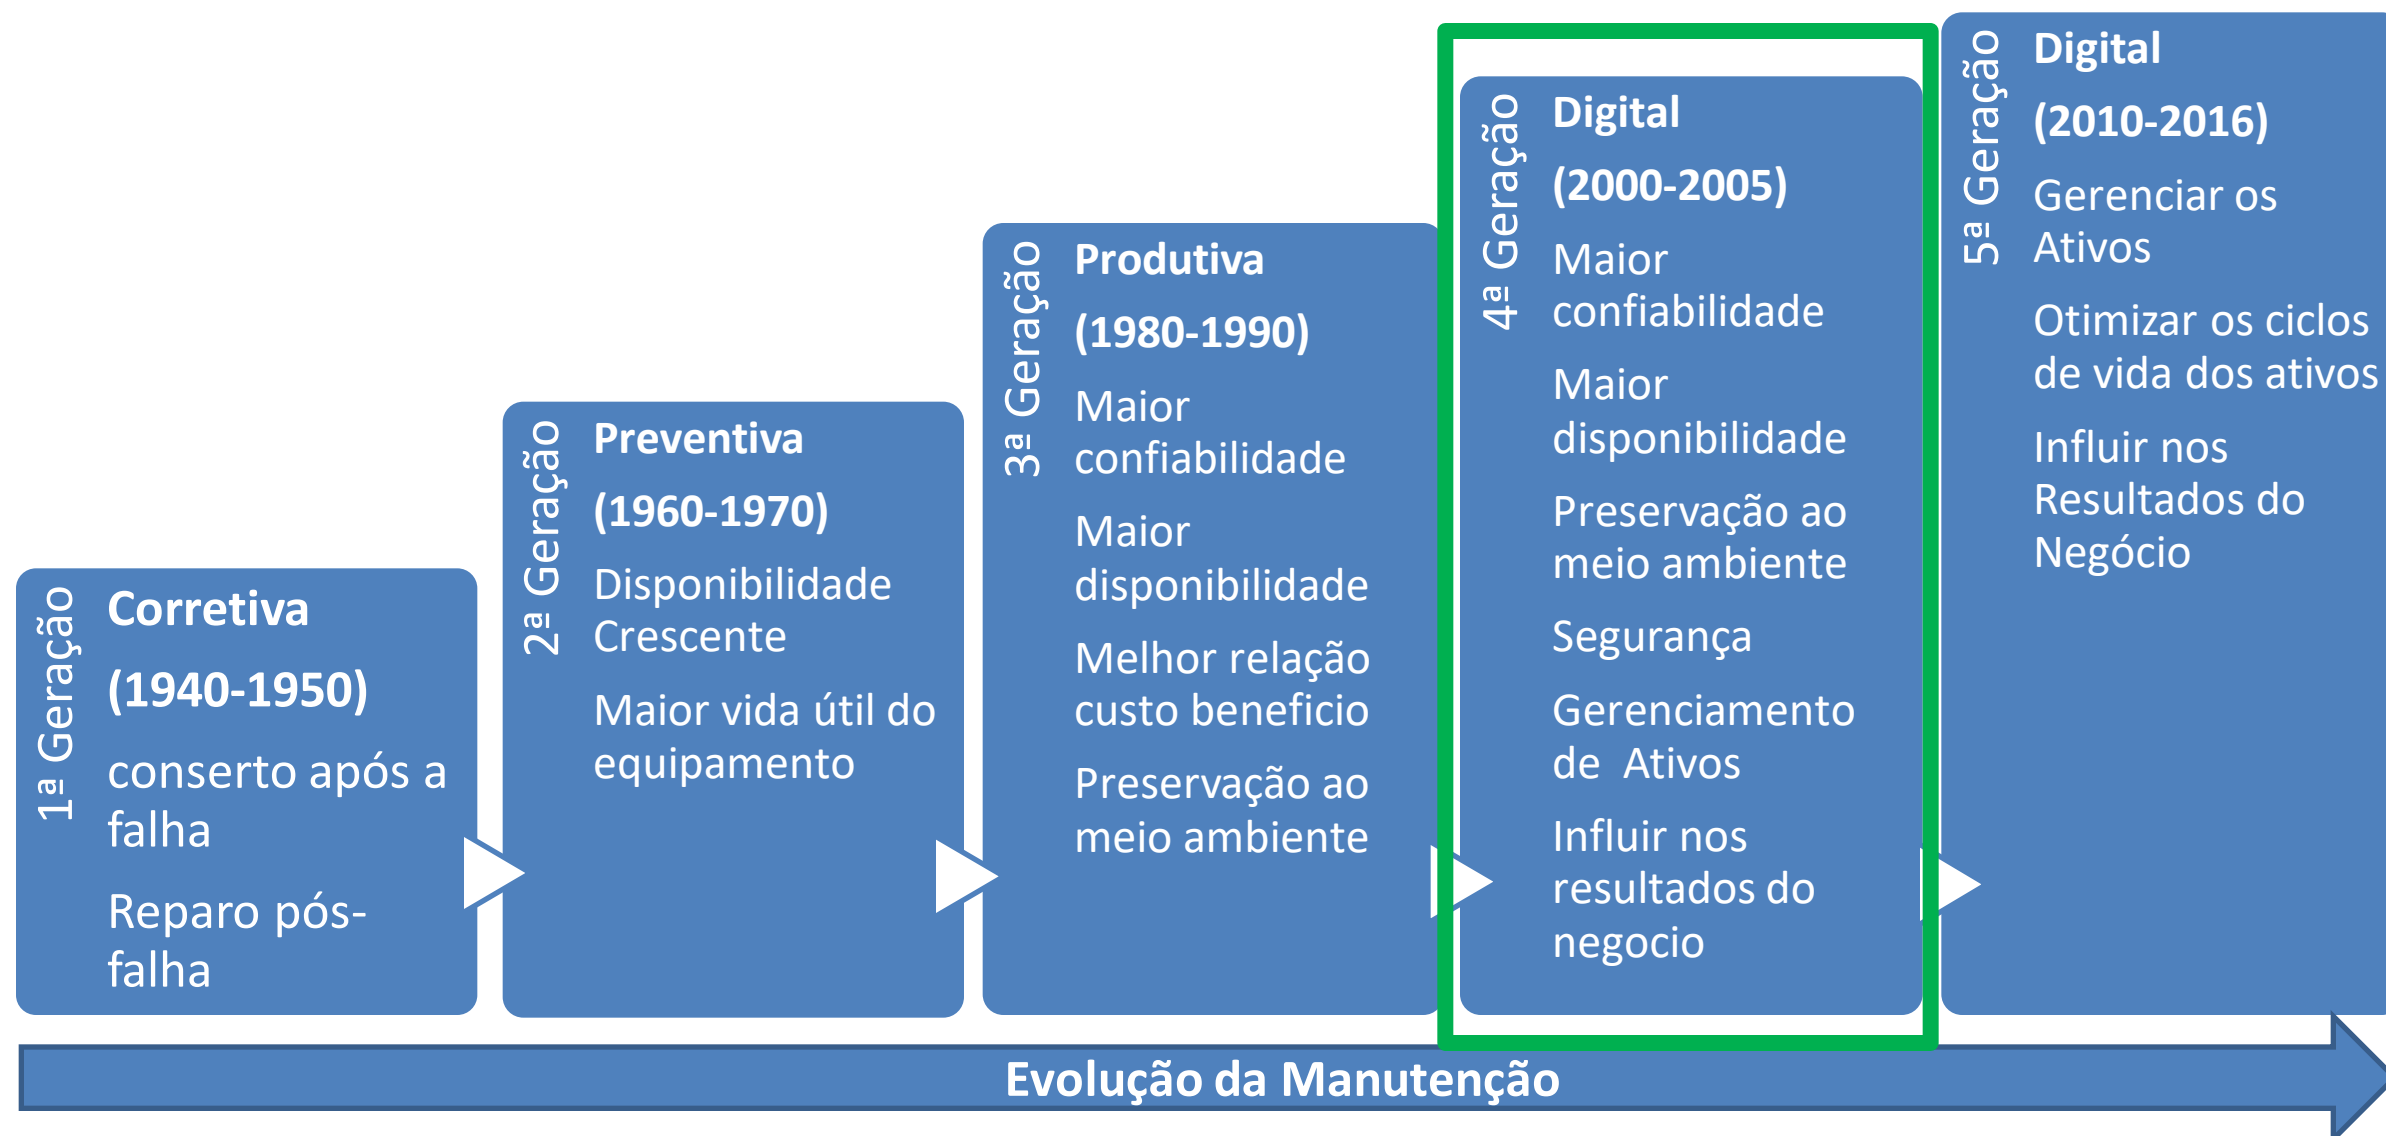 1ª Geração
Corretiva
(1940-1950)
conserto após a
falha
Reparo pós-
falha
2ª Geração
Preventiva
(1960-1970)
Disponibilidade
Crescente
Maior vida útil do
equipamento
3ª Geração
Produtiva
(1980-1990)
Maior
confiabilidade
Maior
disponibilidade
Melhor relação
custo beneficio
Preservação ao
meio ambiente
4ª Geração
Digital
(2000-2005)
Maior
confiabilidade
Maior
disponibilidade
Preservação ao
meio ambiente
Segurança
Gerenciamento
de  Ativos
Influir nos
resultados do
negocio
5ª Geração
Digital
(2010-2016)
Gerenciar os
Ativos
Otimizar os ciclos
de vida dos ativos
Influir nos
Resultados do
Negócio
Evolução da Manutenção